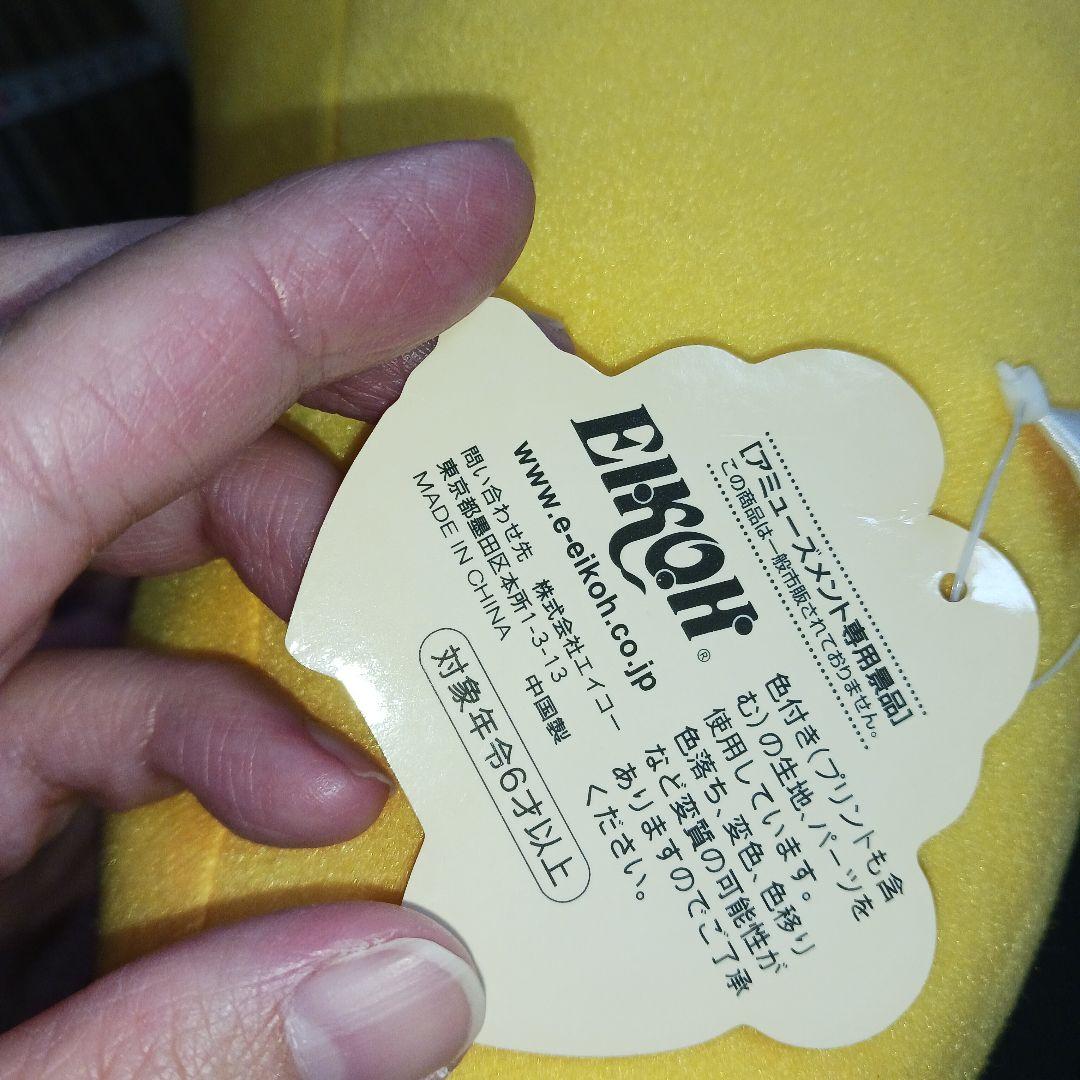 [アミューズメント専用景品]
この商品は一般市販されておりません。
EIKOH®
www.e-eikoh.co.jp
問い合わせ先 株式会社エイコー
東京都墨田区本所1-3-13
MADE IN CHINA 中国製
色付き(プリントも含
む)の生地、パーツを
使用しています。
色落ち、変色、色移り
など変質の可能性が
ありますのでご了承
ください。
対象年令6才以上